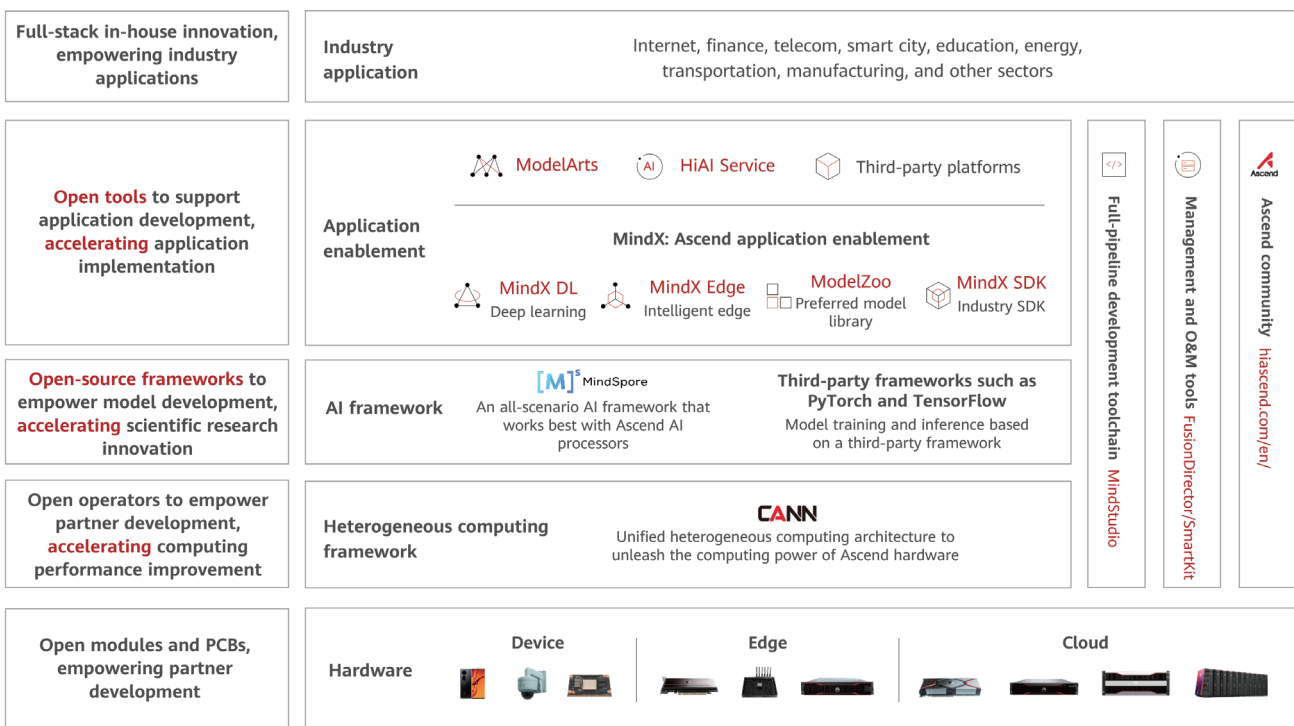 Full-stack in-house innovation,
empowering industry
applications
Industry
application
Internet, finance, telecom, smart city, education, energy,
transportation, manufacturing, and other sectors
Open tools to support
application development,
accelerating application
implementation
Application
enablement
ModelArts
AI
HiAI Service
Third-party platforms
MindX: Ascend application enablement
MindX DL
Deep learning
MindX Edge
Intelligent edge
ModelZoo
Preferred model
library
MindX SDK
Industry SDK
Open-source frameworks to
empower model development,
accelerating scientific research
innovation
AI framework
[M]s MindSpore
An all-scenario AI framework that
works best with Ascend AI
processors
Third-party frameworks such as
PyTorch and TensorFlow
Model training and inference based
on a third-party framework
Open operators to empower
partner development,
accelerating computing
performance improvement
Heterogeneous computing
framework
CANN
Unified heterogeneous computing architecture to
unleash the computing power of Ascend hardware
</>
Full-pipeline development toolchain MindStudio
Management and O&M tools FusionDirector/SmartKit
Ascend
Ascend community hiascend.com/en/
Open modules and PCBs,
empowering partner
development
Hardware
Device
Edge
Cloud